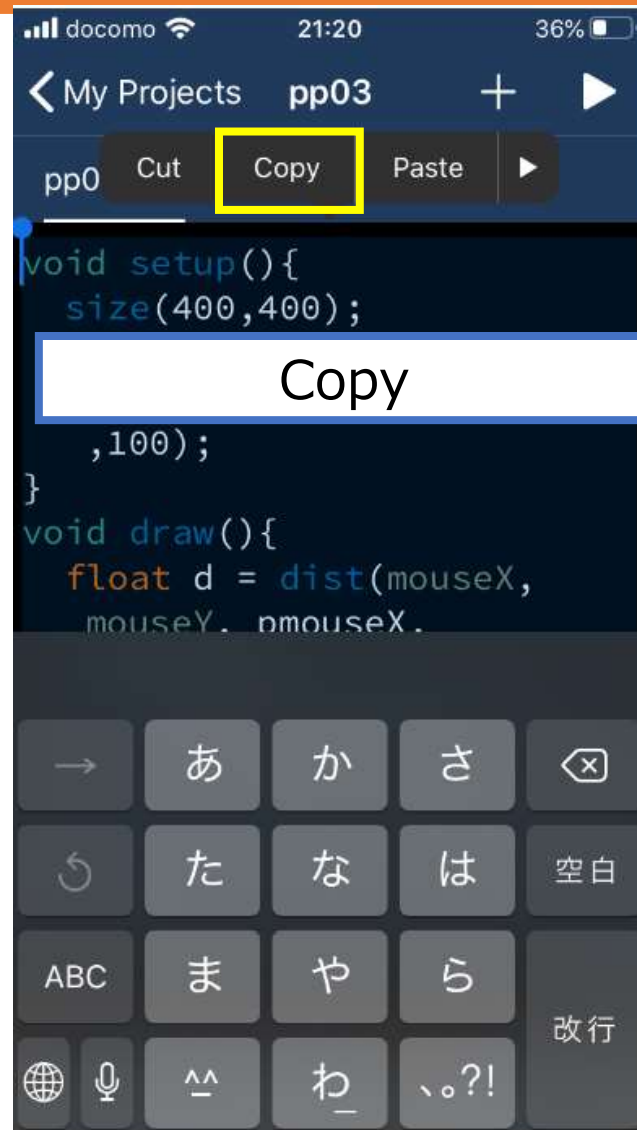 docomo 21:20 36%
My Projects pp03
pp0 Cut Copy Paste
void setup(){
size(400,400);
Copy
,100);
}
void draw(){
float d = dist(mouseX,
mouseY, pmouseX,
→ あ か さ
た な は 空白
ABC ま や ら
改行
^^ わ 、。?!